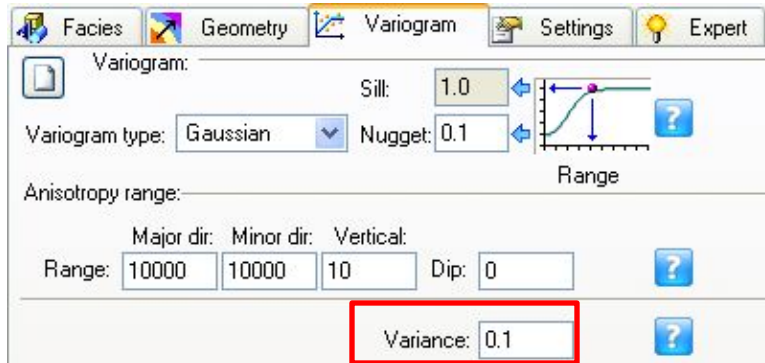 Facies Geometry Variogram Settings Expert
Variogram:
Sill: 1.0
Variogram type: Gaussian Nugget: 0.1
Range
Anisotropy range:
Major dir: Minor dir: Vertical:
Range: 10000 10000 10 Dip: 0
Variance: 0.1